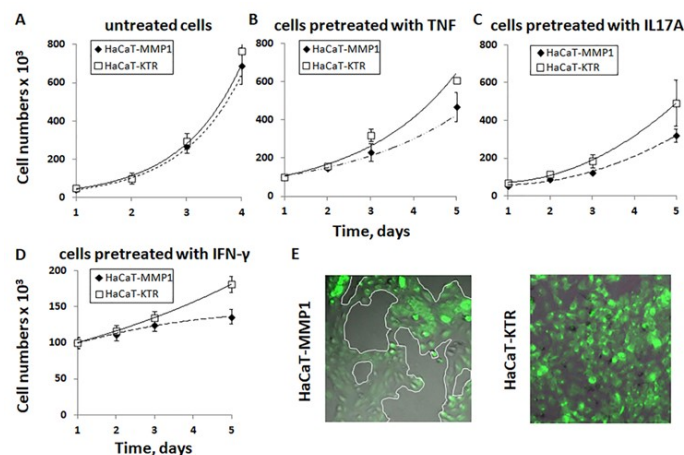 A
untreated cells
HaCaT-MMP1
HaCaT-KTR
Cell numbers x 10³
800
600
400
200
0
1 2 3 4
B
cells pretreated with TNF
HaCaT-MMP1
HaCaT-KTR
800
600
400
200
0
1 2 3 4 5
Time, days
C
cells pretreated with IL17A
HaCaT-MMP1
HaCaT-KTR
800
600
400
200
0
1 2 3 4 5
D
cells pretreated with IFN-γ
HaCaT-MMP1
HaCaT-KTR
Cell numbers x 10³
200
150
100
50
0
1 2 3 4 5
Time, days
E
HaCaT-MMP1
HaCaT-KTR